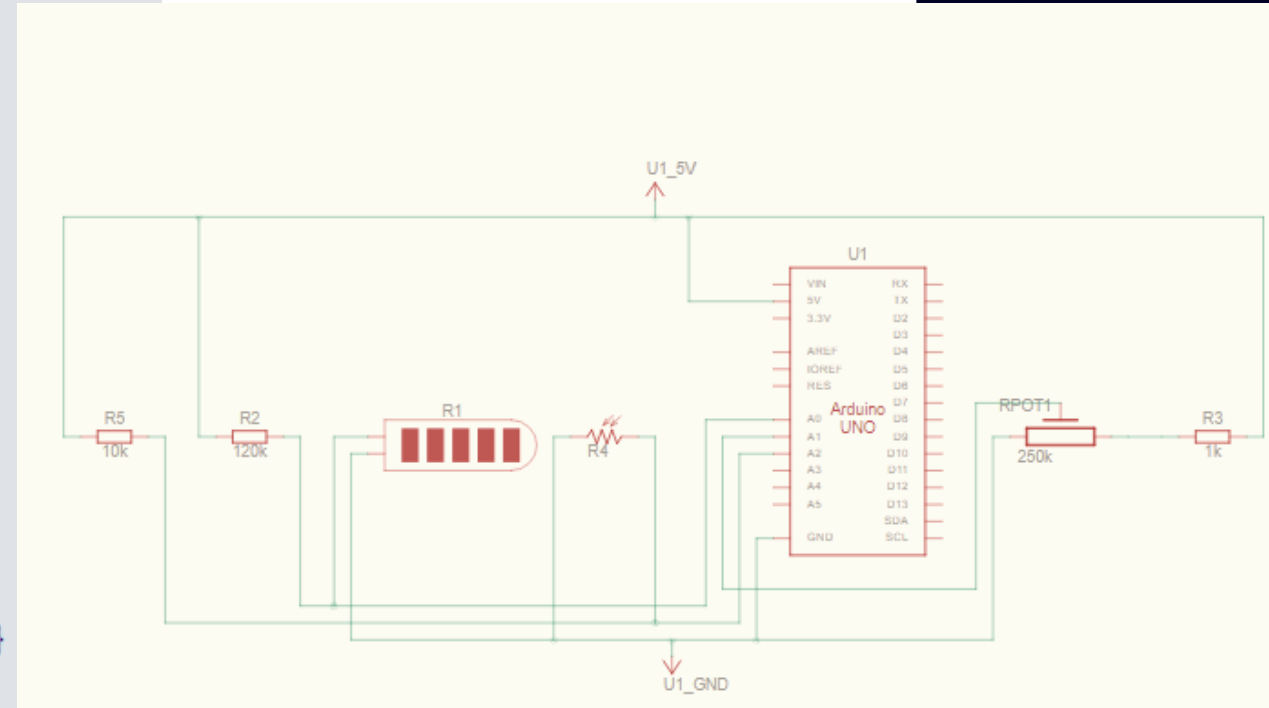 U1_5V
U1
VIN RX
5V TX
3.3V D2
D3
AREF D4
IOREF D5
RES D6
D7
A0 D8
A1 D9
A2 D10
A3 D11
A4 D12
A5 D13
SDA
GND SCL
Arduino
UNO
R5
10k
R2
120k
R1
R4
RPOT1
250k
R3
1k
U1_GND